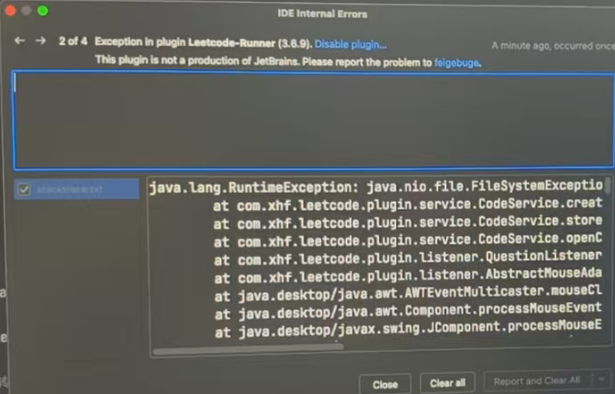 IDE Internal Errors
2 of 4 Exception in plugin Leetcode-Runner (3.6.9). Disable plugin...
A minute ago, occurred once
This plugin is not a production of JetBrains. Please report the problem to feigebuge.
stacktrace.txt
java.lang.RuntimeException: java.nio.file.FileSystemExceptio
at com.xhf.leetcode.plugin.service.CodeService.creat
at com.xhf.leetcode.plugin.service.CodeService.store
at com.xhf.leetcode.plugin.service.CodeService.openC
at com.xhf.leetcode.plugin.listener.QuestionListener
at com.xhf.leetcode.plugin.listener.AbstractMouseAda
at java.desktop/java.awt.AWTEventMulticaster.mouseCl
at java.desktop/java.awt.Component.processMouseEvent
at java.desktop/javax.swing.JComponent.processMouseE
Close
Clear all
Report and Clear All